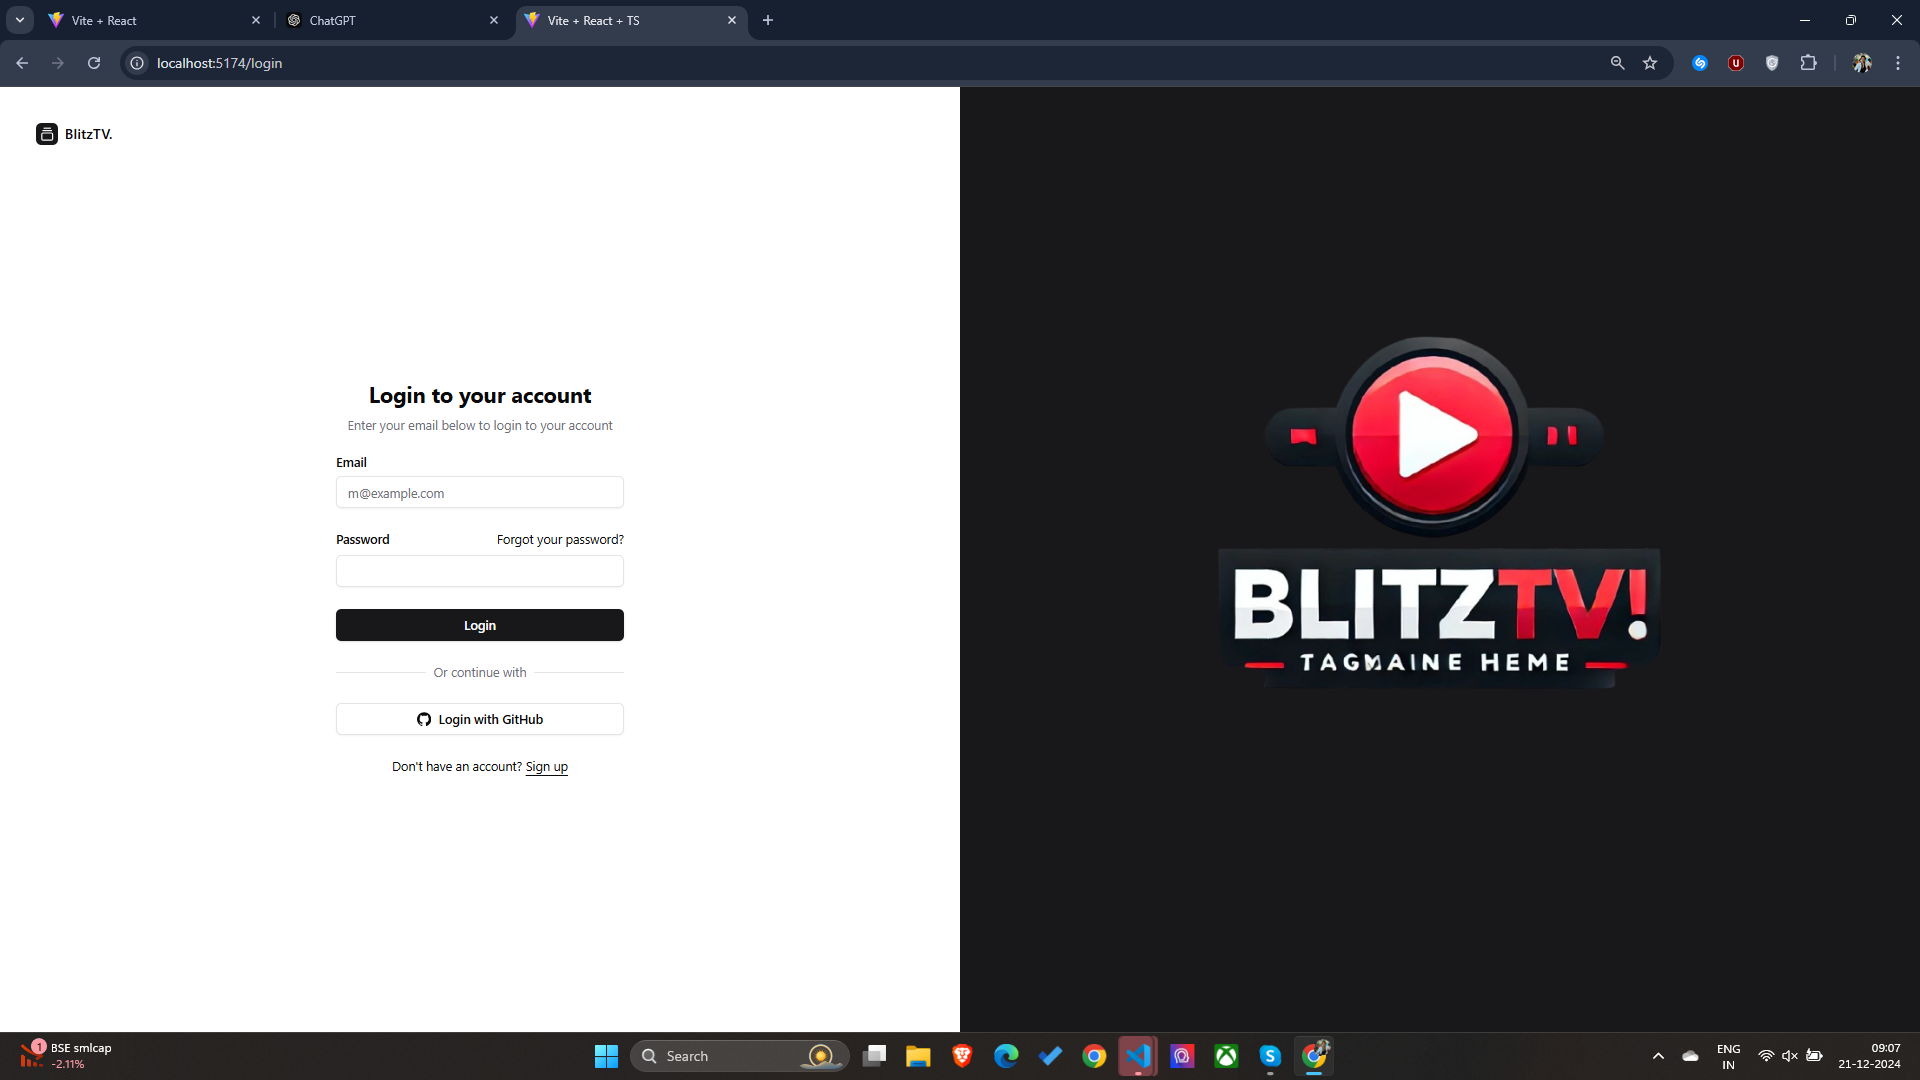 Vite + React
ChatGPT
Vite + React + TS
localhost:5174/login
BlitzTV.
Login to your account
Enter your email below to login to your account
Email
m@example.com
Password
Forgot your password?
Login
Or continue with
Login with GitHub
Don't have an account? Sign up
BLITZTV!
TAGMAINE HEME
1
BSE smlcap
-2.11%
Search
ENG
IN
09:07
21-12-2024